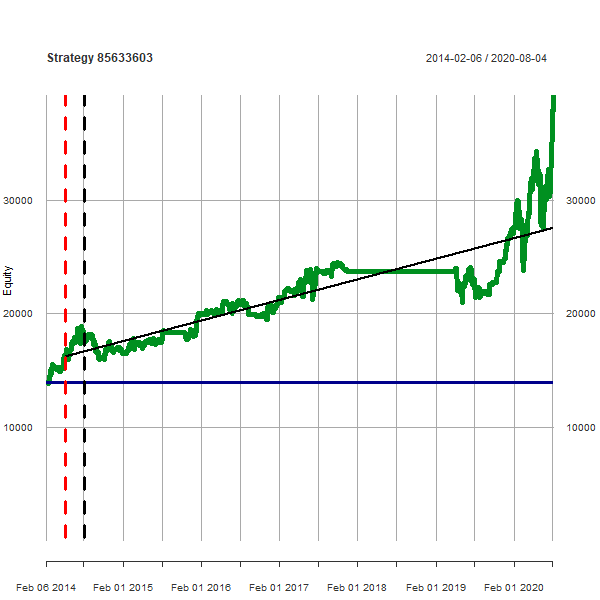 Strategy 85633603
2014-02-06 / 2020-08-04
30000
30000
Equity
20000
20000
10000
10000
Feb 06 2014
Feb 01 2015
Feb 01 2016
Feb 01 2017
Feb 01 2018
Feb 01 2019
Feb 01 2020